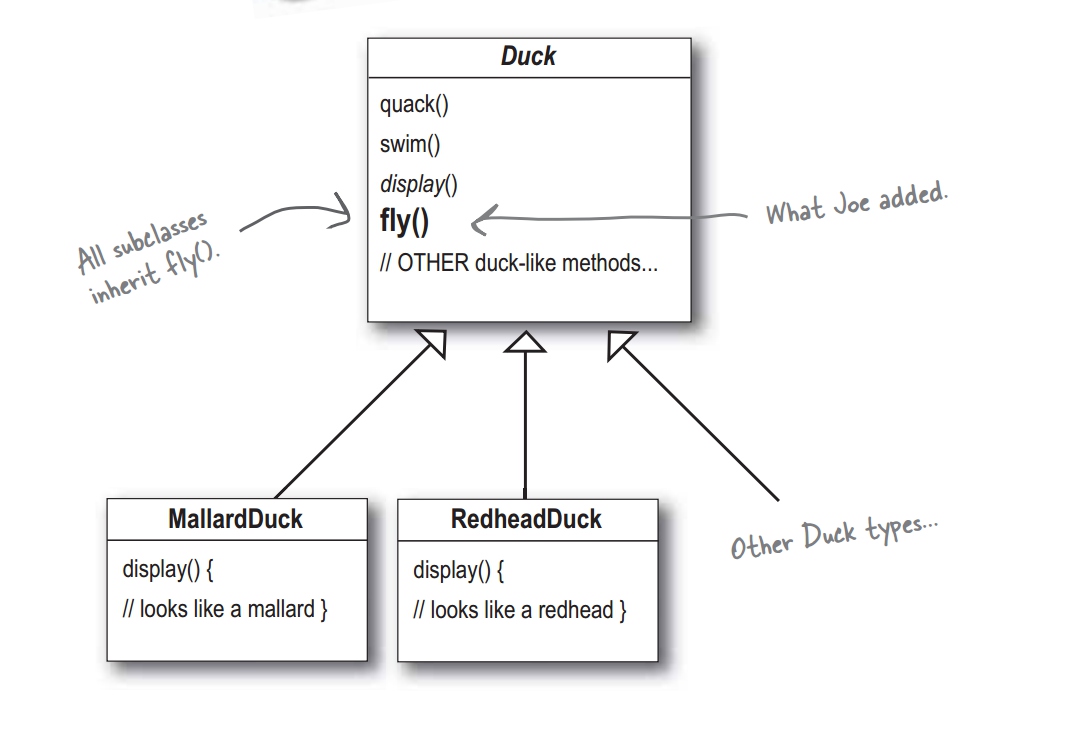 Duck
quack()
swim()
display()
fly()
// OTHER duck-like methods...
All subclasses
inherit fly().
What Joe added.
MallardDuck
display() {
// looks like a mallard }
RedheadDuck
display() {
// looks like a redhead }
Other Duck types...